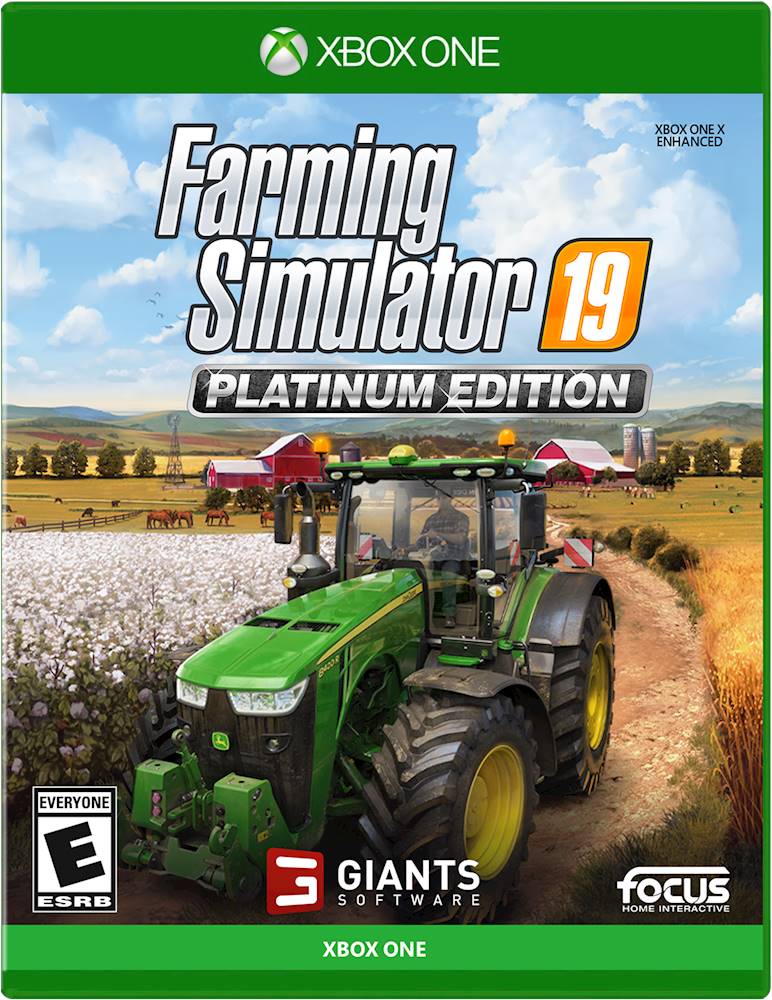 XBOX ONE
XBOX ONE X
ENHANCED
Farming
Simulator 19
PLATINUM EDITION
8420 R
EVERYONE
E
ESRB
GIANTS
SOFTWARE
focus
HOME INTERACTIVE
XBOX ONE